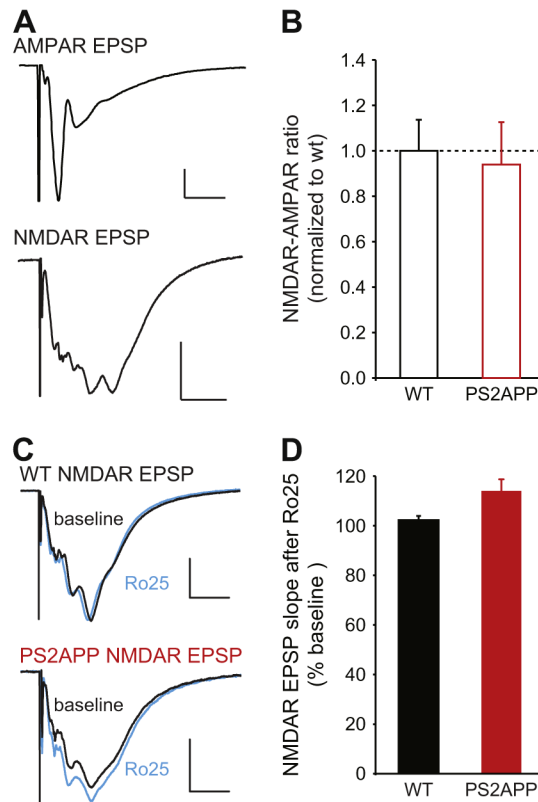 A
AMPAR EPSP
NMDAR EPSP
B
NMDAR-AMPAR ratio
(normalized to wt)
1.4
1.2
1.0
0.8
0.6
0.4
0.2
0.0
WT
PS2APP
C
WT NMDAR EPSP
baseline
Ro25
PS2APP NMDAR EPSP
baseline
Ro25
D
NMDAR EPSP slope after Ro25
(% baseline )
120
100
80
60
40
20
0
WT
PS2APP